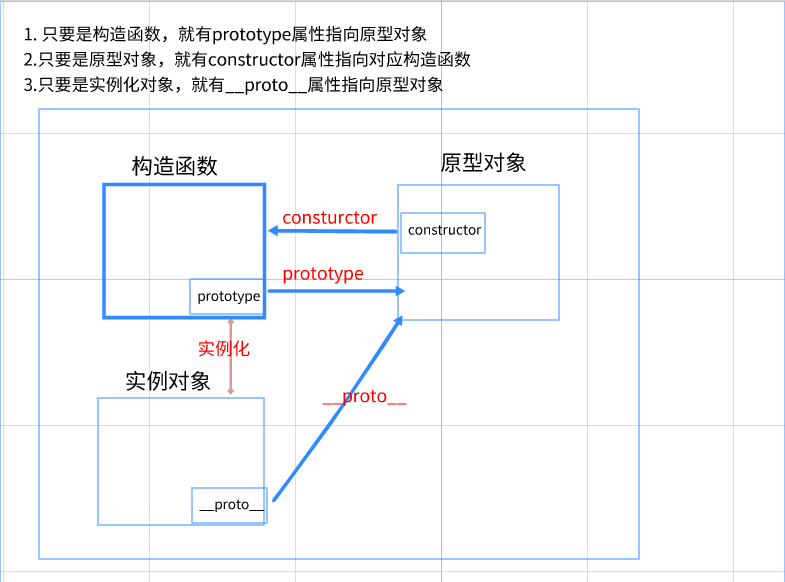 1. 只要是构造函数，就有prototype属性指向原型对象
2.只要是原型对象，就有constructor属性指向对应构造函数
3.只要是实例化对象，就有__proto__属性指向原型对象
构造函数
原型对象
consturctor
constructor
prototype
prototype
实例化
实例对象
__proto__
__proto__